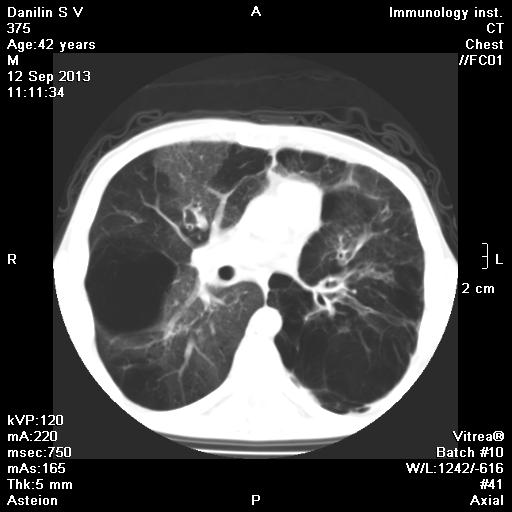 Danilin S V
375
Age:42 years
M
12 Sep 2013
11:11:34
A
Immunology inst.
CT
Chest
//FC01
R
L
2 cm
kVP:120
mA:220
msec:750
mAs:165
Thk:5 mm
Asteion
P
Vitrea®
Batch #10
W/L:1242/-616
#41
Axial